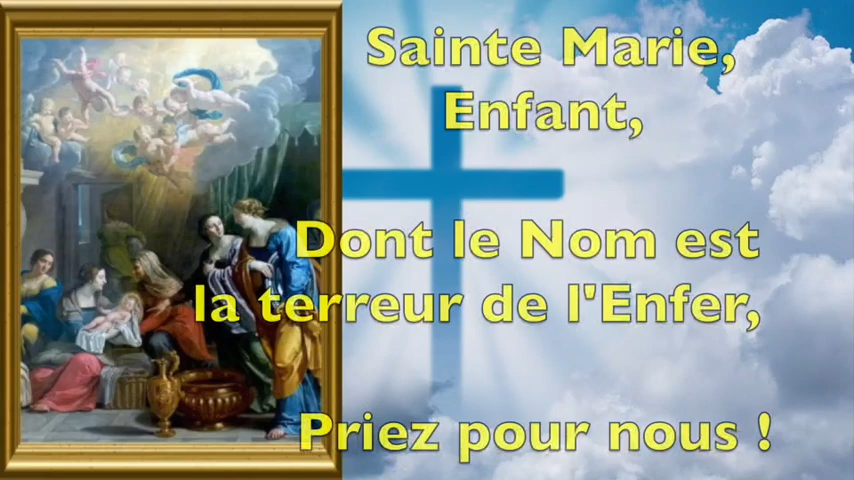 Sainte Marie,
Enfant,
Dont le Nom est
la terreur de l'Enfer,
Priez pour nous !